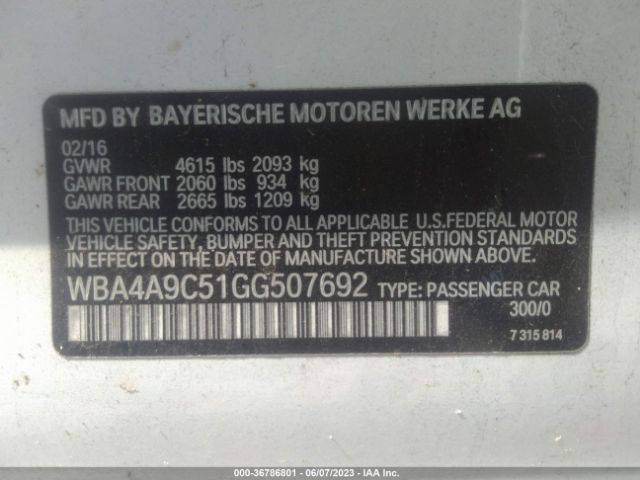 MFD BY BAYERISCHE MOTOREN WERKE AG
02/16
GVWR 4615 lbs 2093 kg
GAWR FRONT 2060 lbs 934 kg
GAWR REAR 2665 lbs 1209 kg
THIS VEHICLE CONFORMS TO ALL APPLICABLE U.S.FEDERAL MOTOR
VEHICLE SAFETY, BUMPER AND THEFT PREVENTION STANDARDS
IN EFFECT ON THE DATE OF MANUFACTURE SHOWN ABOVE.
WBA4A9C51GG507692 TYPE: PASSENGER CAR
300/0
7 315 814
000-36786801 - 06/07/2023 - IAA Inc.